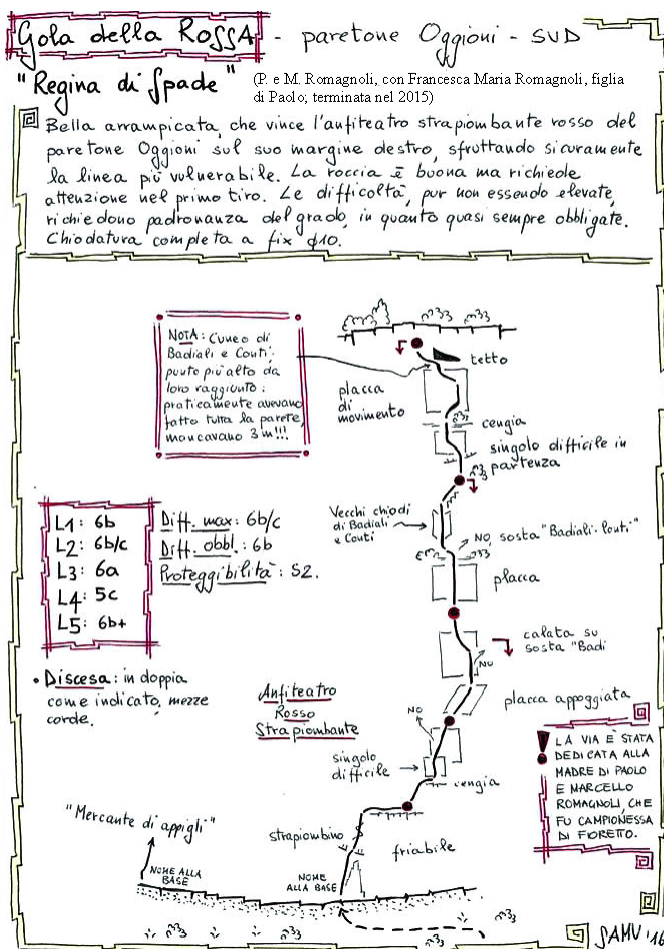 Gola della Rossa - paretone Oggioni - SUD
"Regina di Spade"
(P. e M. Romagnoli, con Francesca Maria Romagnoli, figlia
di Paolo; terminata nel 2015)
Bella arrampicata, che vince l'anfiteatro strapiombante rosso del
paretone Oggioni sul suo margine destro, sfruttando sicuramente
la linea più vulnerabile. La roccia è buona ma richiede
attenzione nel primo tiro. Le difficoltà, pur non essendo elevate,
richiedono padronanza del grado, in quanto quasi sempre obbligate.
Chiodatura completa a fix φ10.
NOTA: Cuneo di
Badiali e Conti;
punto più alto da
loro raggiunto:
praticamente avevano
fatto tutta la parete,
mancavano 3m!!!
tetto
placca
di
movimento
cengia
singolo difficile in
partenza
Vecchi chiodi
di Badiali
e Conti
NO, sosta "Badiali-Conti"
placca
L1: 6b
L2: 6b/c
L3: 6a
L4: 5c
L5: 6b+
Diff. max: 6b/c
Diff. obbl.: 6b
Proteggibilità: S2.
calata su
sosta "Badi
NO
• Discesa: in doppia
come indicato, mezze
corde.
Anfiteatro
Rosso
Strapiombante
placca appoggiata
NO
singolo
difficile
cengia
LA VIA È STATA
DEDICATA ALLA
MADRE DI PAOLO
E MARCELLO
ROMAGNOLI, CHE
FU CAMPIONESSA
DI FIORETTO.
"Mercante di appigli"
strapiombino
friabile
NOME ALLA
BASE
NOME
ALLA BASE
SAMU '16